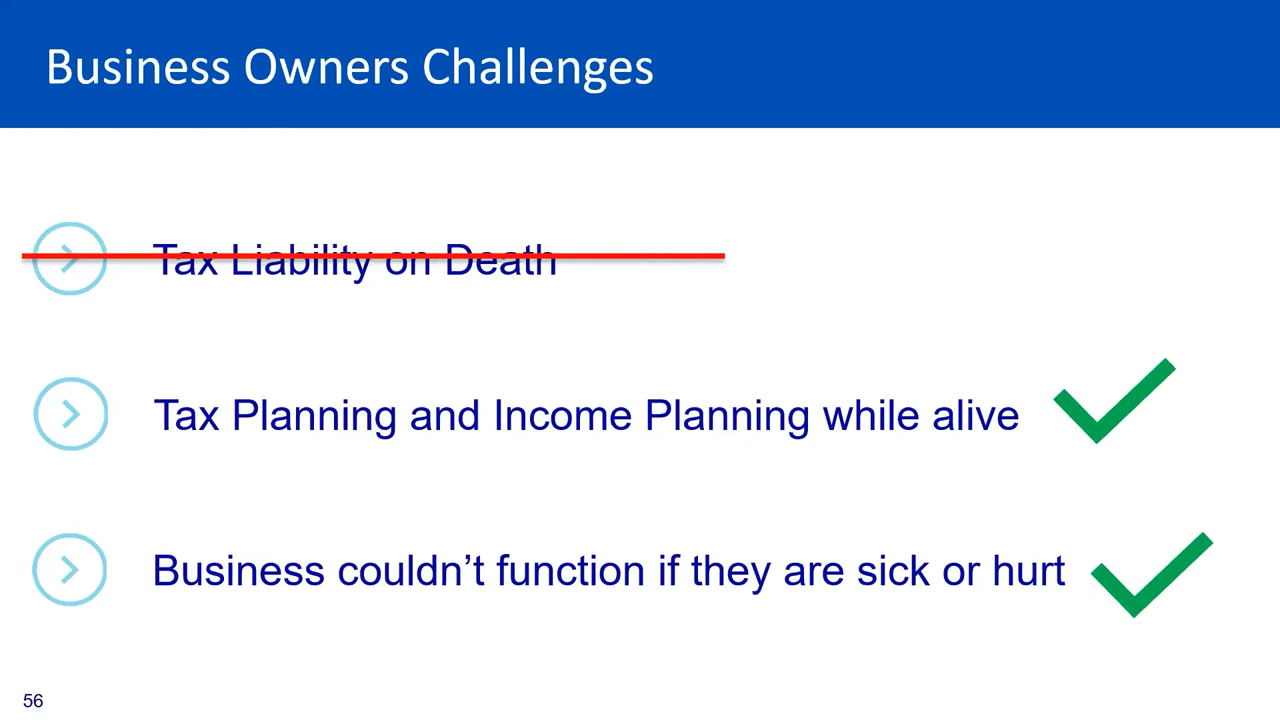 Business Owners Challenges
Tax Liability on Death
Tax Planning and Income Planning while alive
Business couldn’t function if they are sick or hurt
56